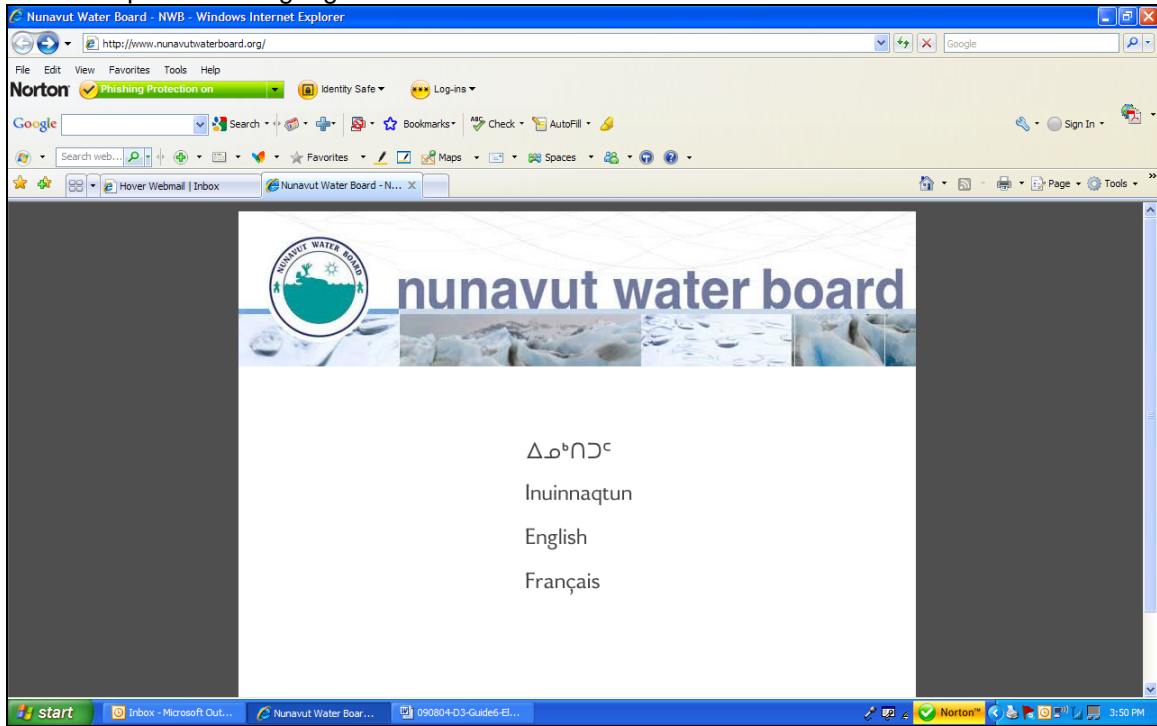 Nunavut Water Board - NWB - Windows Internet Explorer
http://www.nunavutwaterboard.org/
Google
File Edit View Favorites Tools Help
Norton Phishing Protection on Identity Safe Log-ins
Google Search Bookmarks Check AutoFill Sign In
Search web... Favorites Maps Spaces
Hover Webmail | Inbox Nunavut Water Board - N... Page Tools
NUNAVUT WATER BOARD
nunavut water board
ᐃᓄᒃᑎᑐᑦ
Inuinnaqtun
English
Français
start Inbox - Microsoft Out... Nunavut Water Boar... 090804-D3-Guide6-El... Norton™ 3:50 PM